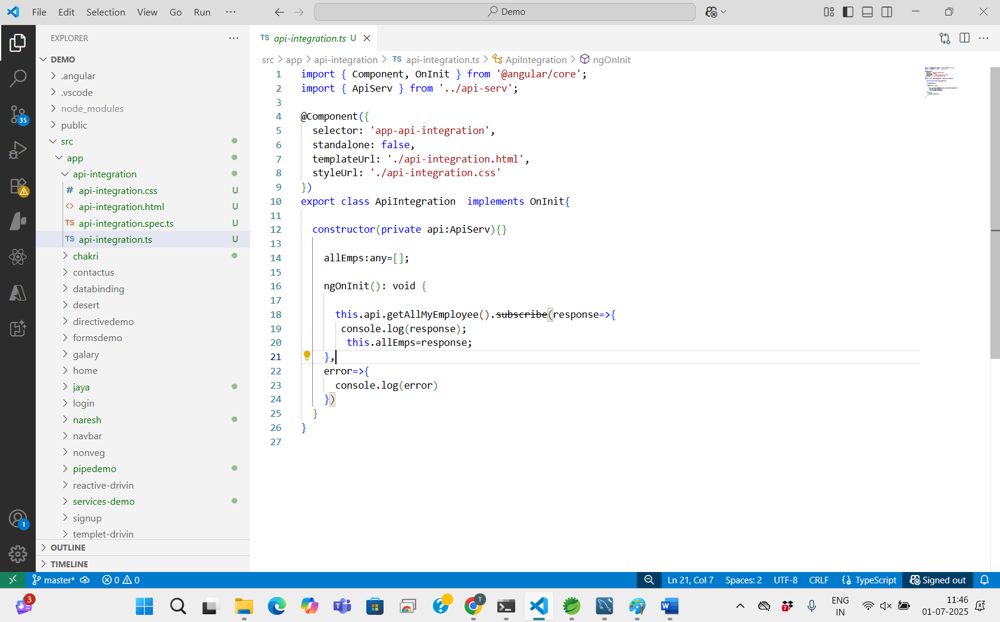 File Edit Selection View Go Run ··· Demo
EXPLORER ···
DEMO
.angular
.vscode
node_modules
public
src
app
api-integration
# api-integration.css U
<> api-integration.html U
TS api-integration.spec.ts U
TS api-integration.ts U
chakri
contactus
databinding
desert
directivedemo
formsdemo
galary
home
jaya
login
naresh
navbar
nonveg
pipedemo
reactive-drivin
services-demo
signup
templet-drivin
OUTLINE
TIMELINE
35
1
TS api-integration.ts U
src > app > api-integration > TS api-integration.ts > ApiIntegration > ngOnInit
1 import { Component, OnInit } from '@angular/core';
2 import { ApiServ } from '../api-serv';
3
4 @Component({
5 selector: 'app-api-integration',
6 standalone: false,
7 templateUrl: './api-integration.html',
8 styleUrl: './api-integration.css'
9 })
10 export class ApiIntegration  implements OnInit{
11
12 constructor(private api:ApiServ){}
13
14 allEmps:any=[];
15
16 ngOnInit(): void {
17
18 this.api.getAllMyEmployee().subscribe(response=>{
19 console.log(response);
20 this.allEmps=response;
21 },
22 error=>{
23 console.log(error)
24 })
25 }
26 }
27
master* 0 0 Ln 21, Col 7 Spaces: 2 UTF-8 CRLF {} TypeScript Signed out
3 T 7 ENG 11:46
IN 01-07-2025